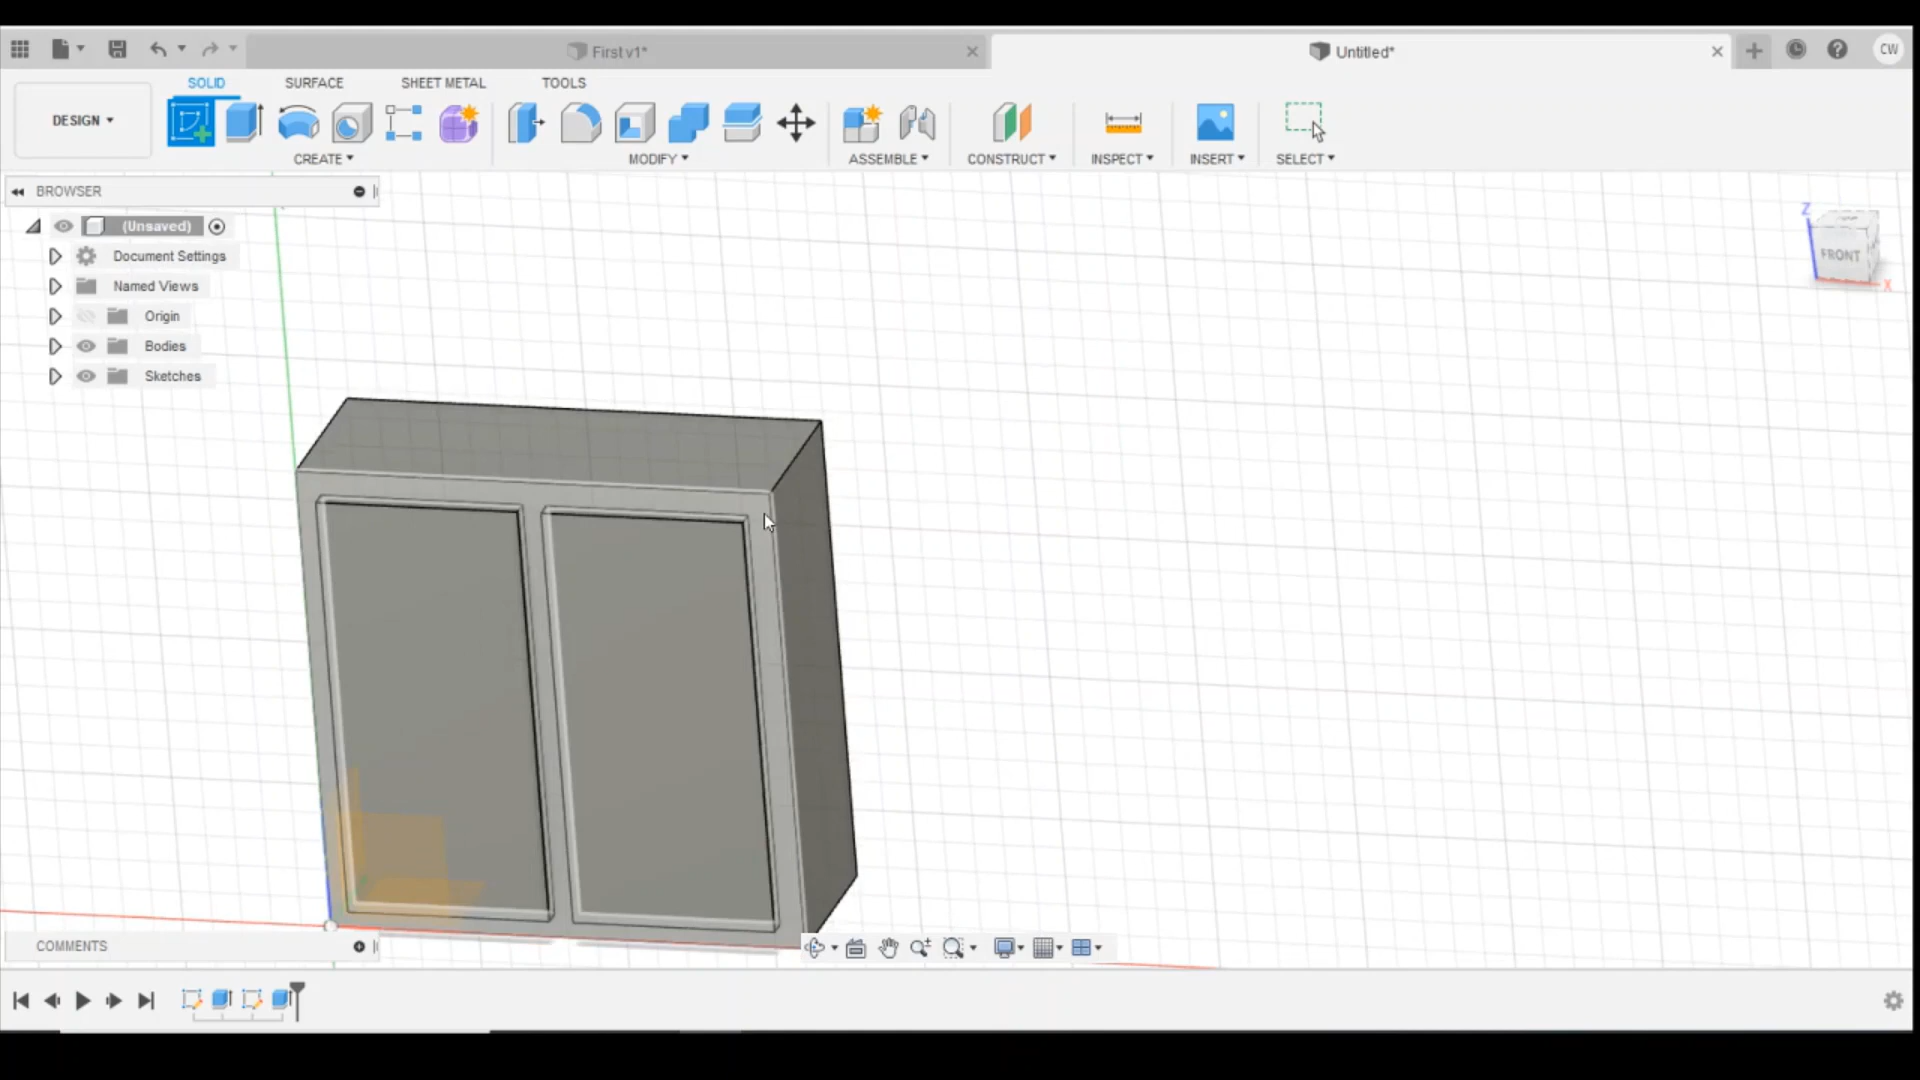 First v1*
Untitled*
CW
DESIGN
SOLID
SURFACE
SHEET METAL
TOOLS
CREATE
MODIFY
ASSEMBLE
CONSTRUCT
INSPECT
INSERT
SELECT
BROWSER
(Unsaved)
Document Settings
Named Views
Origin
Bodies
Sketches
Z
FRONT
X
COMMENTS